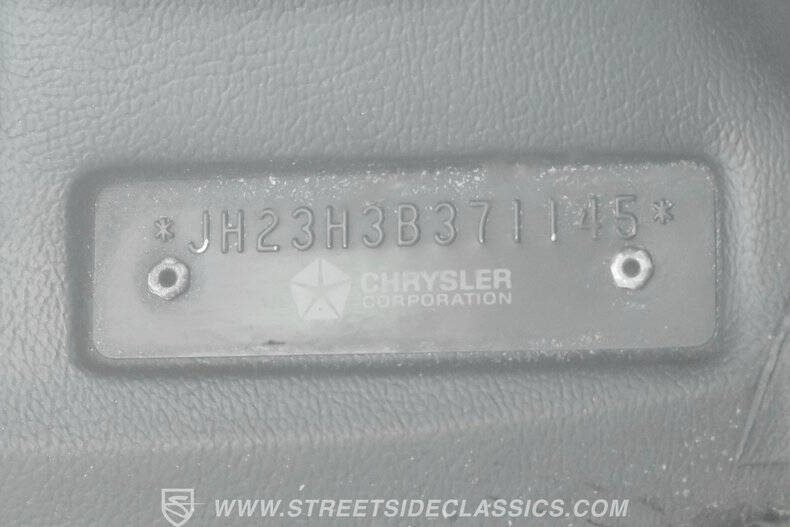 *JH23H3B371145*
CHRYSLER
CORPORATION
WWW.STREETSIDECLASSICS.COM